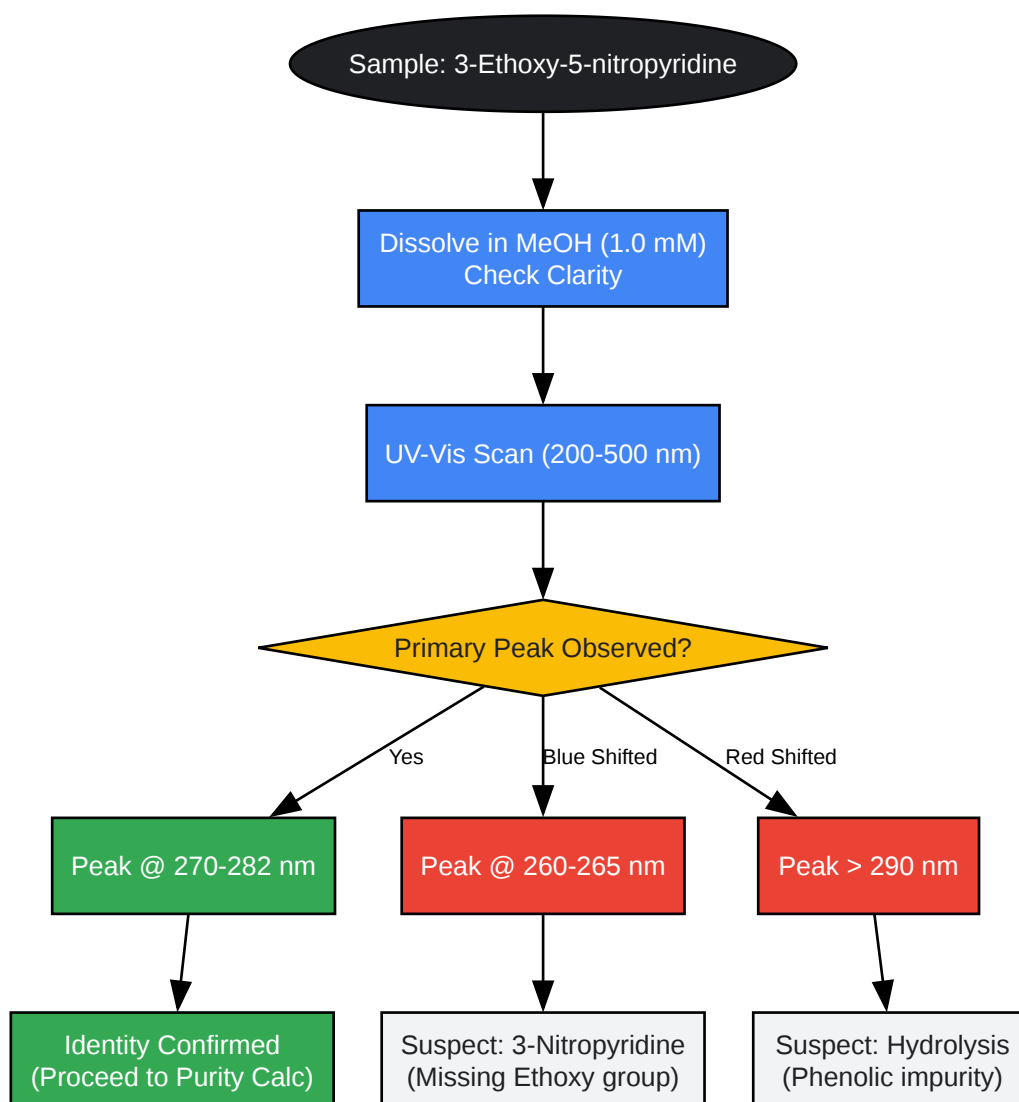 Sample: 3-Ethoxy-5-nitropyridine
Dissolve in MeOH (1.0 mM)
Check Clarity
UV-Vis Scan (200-500 nm)
Primary Peak Observed?
Yes
Blue Shifted
Red Shifted
Peak @ 270-282 nm
Peak @ 260-265 nm
Peak > 290 nm
Identity Confirmed
(Proceed to Purity Calc)
Suspect: 3-Nitropyridine
(Missing Ethoxy group)
Suspect: Hydrolysis
(Phenolic impurity)